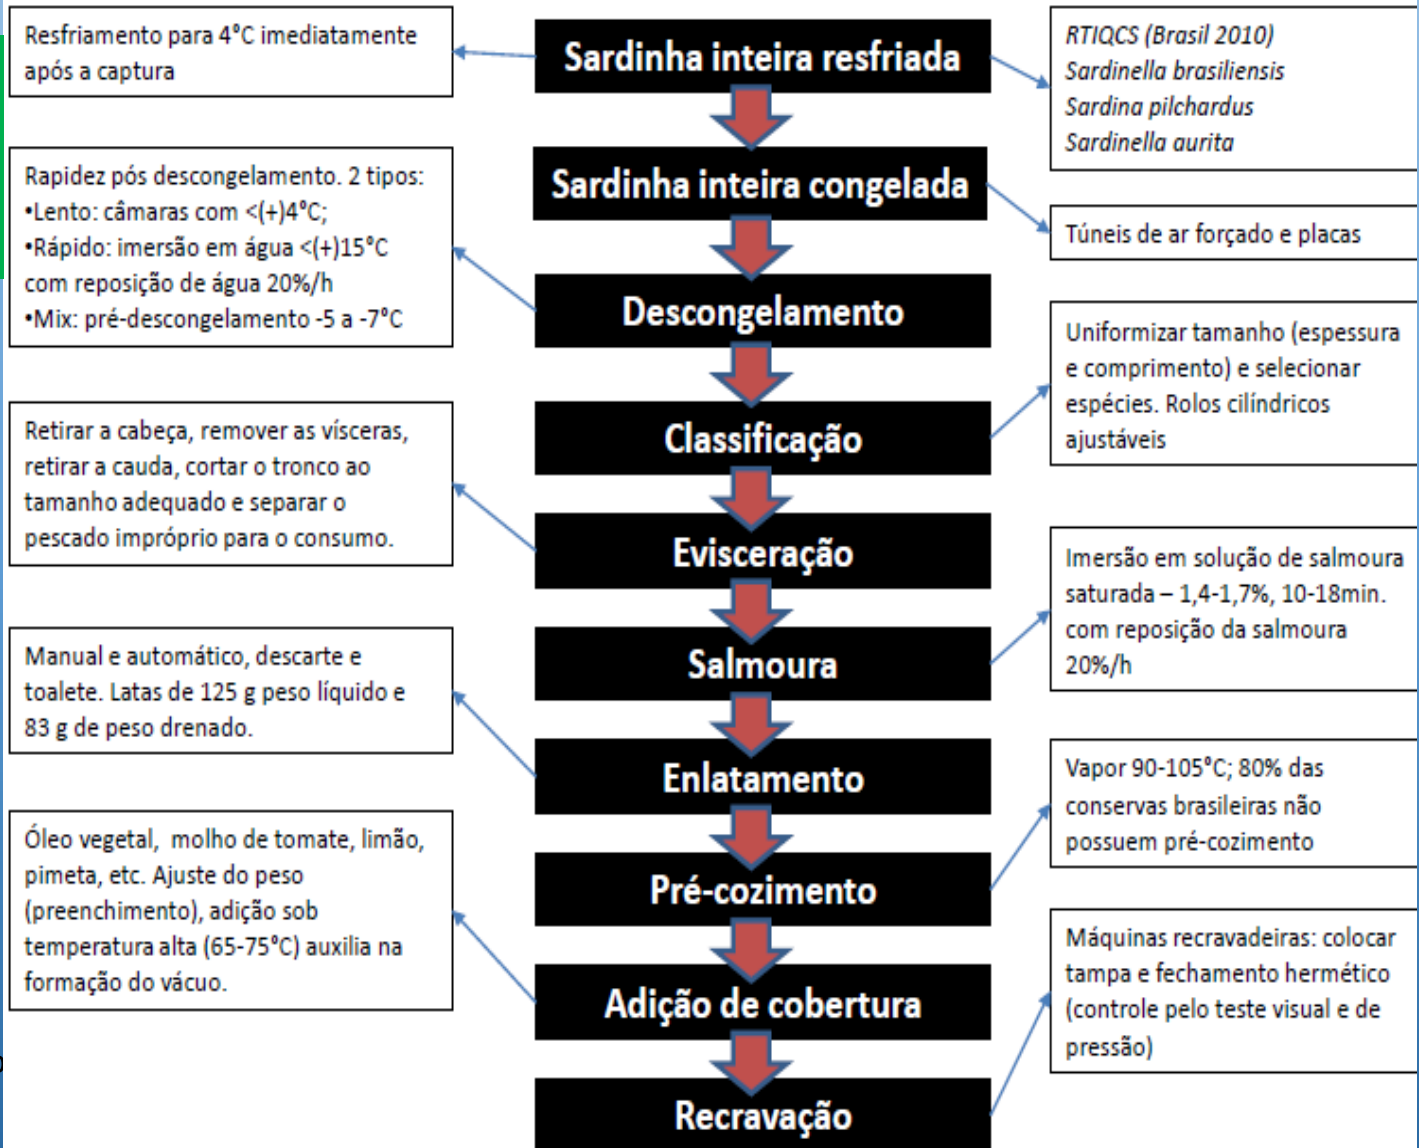 Resfriamento para 4°C imediatamente
após a captura
Sardinha inteira resfriada
RTIQCS (Brasil 2010)
Sardinella brasiliensis
Sardina pilchardus
Sardinella aurita
Rapidez pós descongelamento. 2 tipos:
•Lento: câmaras com <(+)4°C;
•Rápido: imersão em água <(+)15°C
com reposição de água 20%/h
•Mix: pré-descongelamento -5 a -7°C
Sardinha inteira congelada
Túneis de ar forçado e placas
Descongelamento
Uniformizar tamanho (espessura
e comprimento) e selecionar
espécies. Rolos cilíndricos
ajustáveis
Classificação
Retirar a cabeça, remover as vísceras,
retirar a cauda, cortar o tronco ao
tamanho adequado e separar o
pescado impróprio para o consumo.
Evisceração
Imersão em solução de salmoura
saturada – 1,4-1,7%, 10-18min.
com reposição da salmoura
20%/h
Salmoura
Manual e automático, descarte e
toalete. Latas de 125 g peso líquido e
83 g de peso drenado.
Enlatamento
Vapor 90-105°C; 80% das
conservas brasileiras não
possuem pré-cozimento
Pré-cozimento
Óleo vegetal,  molho de tomate, limão,
pimeta, etc. Ajuste do peso
(preenchimento), adição sob
temperatura alta (65-75°C) auxilia na
formação do vácuo.
Adição de cobertura
Máquinas recravadeiras: colocar
tampa e fechamento hermético
(controle pelo teste visual e de
pressão)
Recravação